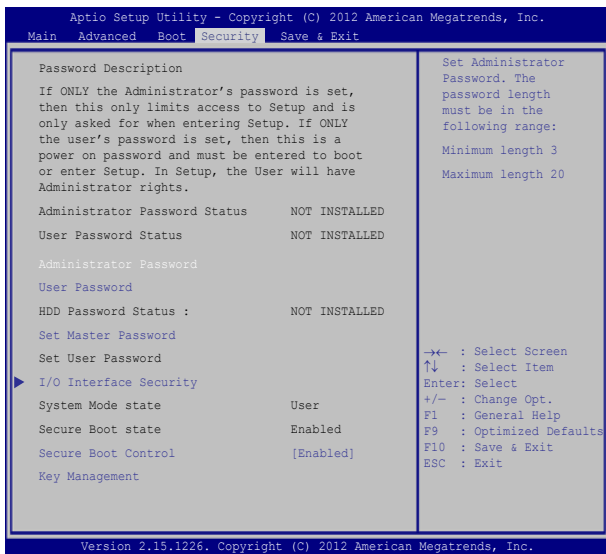 Aptio Setup Utility - Copyright (C) 2012 American Megatrends, Inc.
Main Advanced Boot Security Save & Exit
Password Description
If ONLY the Administrator's password is set,
then this only limits access to Setup and is
only asked for when entering Setup. If ONLY
the user's password is set, then this is a
power on password and must be entered to boot
or enter Setup. In Setup, the User will have
Administrator rights.
Administrator Password Status NOT INSTALLED
User Password Status NOT INSTALLED
Administrator Password
User Password
HDD Password Status : NOT INSTALLED
Set Master Password
Set User Password
I/O Interface Security
System Mode state User
Secure Boot state Enabled
Secure Boot Control [Enabled]
Key Management
Set Administrator
Password. The
password length
must be in the
following range:
Minimum length 3
Maximum length 20
→← : Select Screen
↑↓ : Select Item
Enter: Select
+/— : Change Opt.
F1 : General Help
F9 : Optimized Defaults
F10 : Save & Exit
ESC : Exit
Version 2.15.1226. Copyright (C) 2012 American Megatrends, Inc.